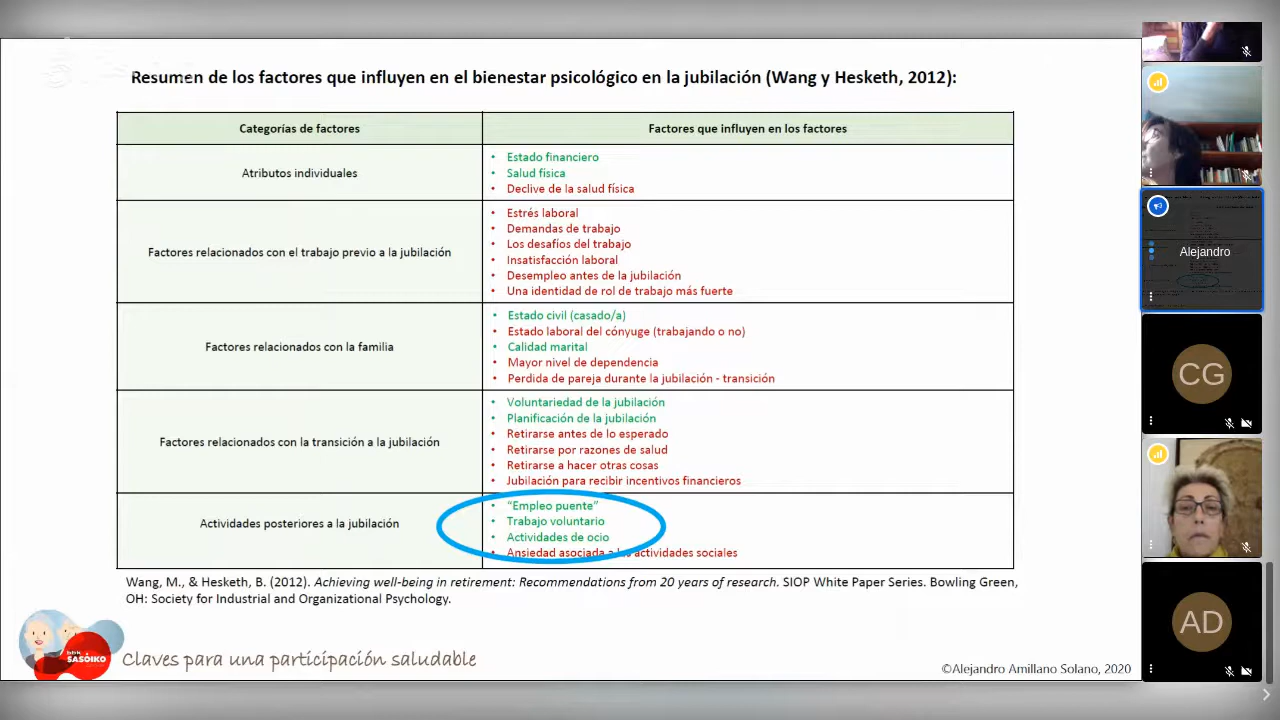 Resumen de los factores que influyen en el bienestar psicológico en la jubilación (Wang y Hesketh, 2012):
Categorías de factores
Factores que influyen en los factores
Atributos individuales
• Estado financiero
• Salud física
• Declive de la salud física
Factores relacionados con el trabajo previo a la jubilación
• Estrés laboral
• Demandas de trabajo
• Los desafíos del trabajo
• Insatisfacción laboral
• Desempleo antes de la jubilación
• Una identidad de rol de trabajo más fuerte
Factores relacionados con la familia
• Estado civil (casado/a)
• Estado laboral del cónyuge (trabajando o no)
• Calidad marital
• Mayor nivel de dependencia
• Perdida de pareja durante la jubilación - transición
Factores relacionados con la transición a la jubilación
• Voluntariedad de la jubilación
• Planificación de la jubilación
• Retirarse antes de lo esperado
• Retirarse por razones de salud
• Retirarse a hacer otras cosas
• Jubilación para recibir incentivos financieros
Actividades posteriores a la jubilación
• “Empleo puente”
• Trabajo voluntario
• Actividades de ocio
• Ansiedad asociada a las actividades sociales
Wang, M., & Hesketh, B. (2012). Achieving well-being in retirement: Recommendations from 20 years of research. SIOP White Paper Series. Bowling Green,
OH: Society for Industrial and Organizational Psychology.
bbk
SASOIKO
Claves para una participación saludable
©Alejandro Amillano Solano, 2020
Alejandro
CG
AD